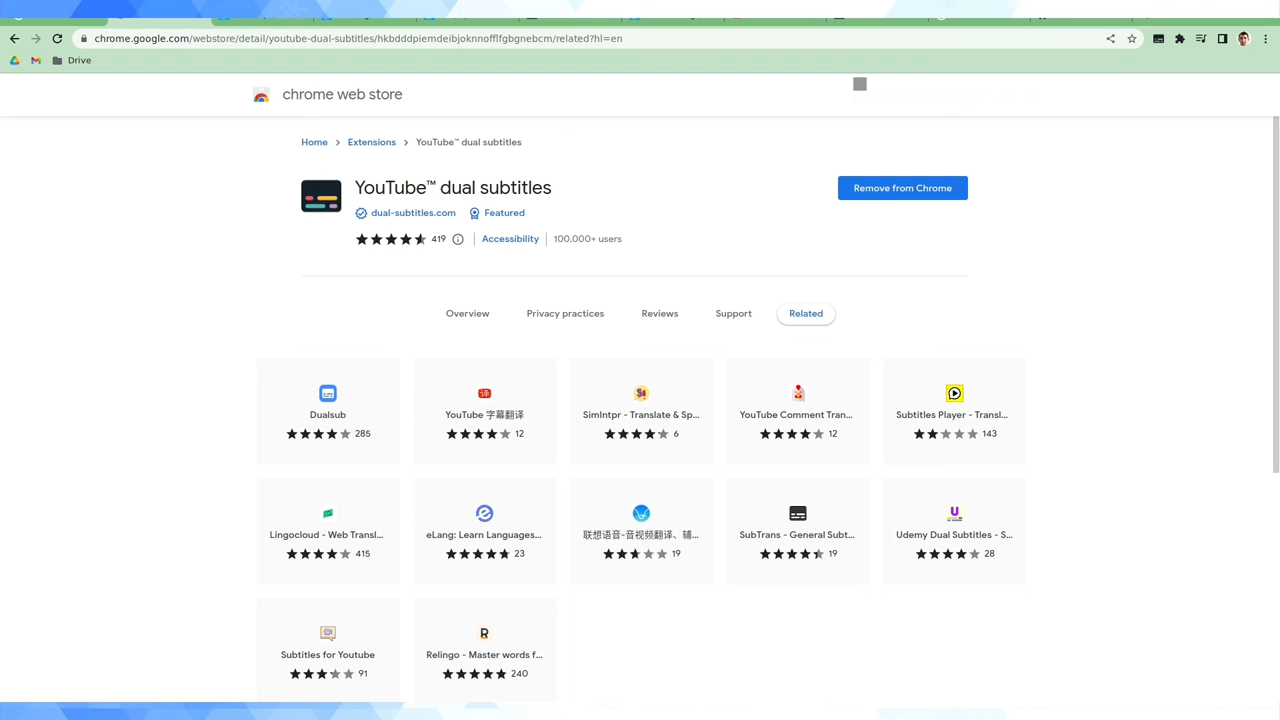 chrome.google.com/webstore/detail/youtube-dual-subtitles/hkbdddpiemdeibjoknnofflfgbgnebcm/related?hl=en
Drive
chrome web store
Home > Extensions > YouTube™ dual subtitles
YouTube™ dual subtitles
Remove from Chrome
dual-subtitles.com Featured
419 Accessibility 100,000+ users
Overview Privacy practices Reviews Support Related
Dualsub YouTube 字幕翻译 SimIntpr - Translate & Sp... YouTube Comment Tran... Subtitles Player - Transl...
285 12 6 12 143
Lingocloud - Web Transl... eLang: Learn Languages... 联想语音-音视频翻译、辅... SubTrans - General Subt... Udemy Dual Subtitles - S...
415 23 19 19 28
Subtitles for Youtube Relingo - Master words f...
91 240